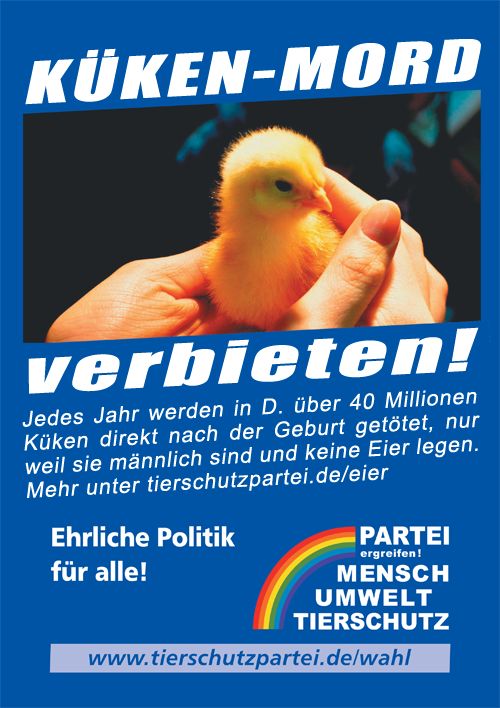 KÜKEN-MORD
verbieten!
Jedes Jahr werden in D. über 40 Millionen
Küken direkt nach der Geburt getötet, nur
weil sie männlich sind und keine Eier legen.
Mehr unter tierschutzpartei.de/eier
Ehrliche Politik
für alle!
PARTEI
ergreifen!
MENSCH
UMWELT
TIERSCHUTZ
www.tierschutzpartei.de/wahl